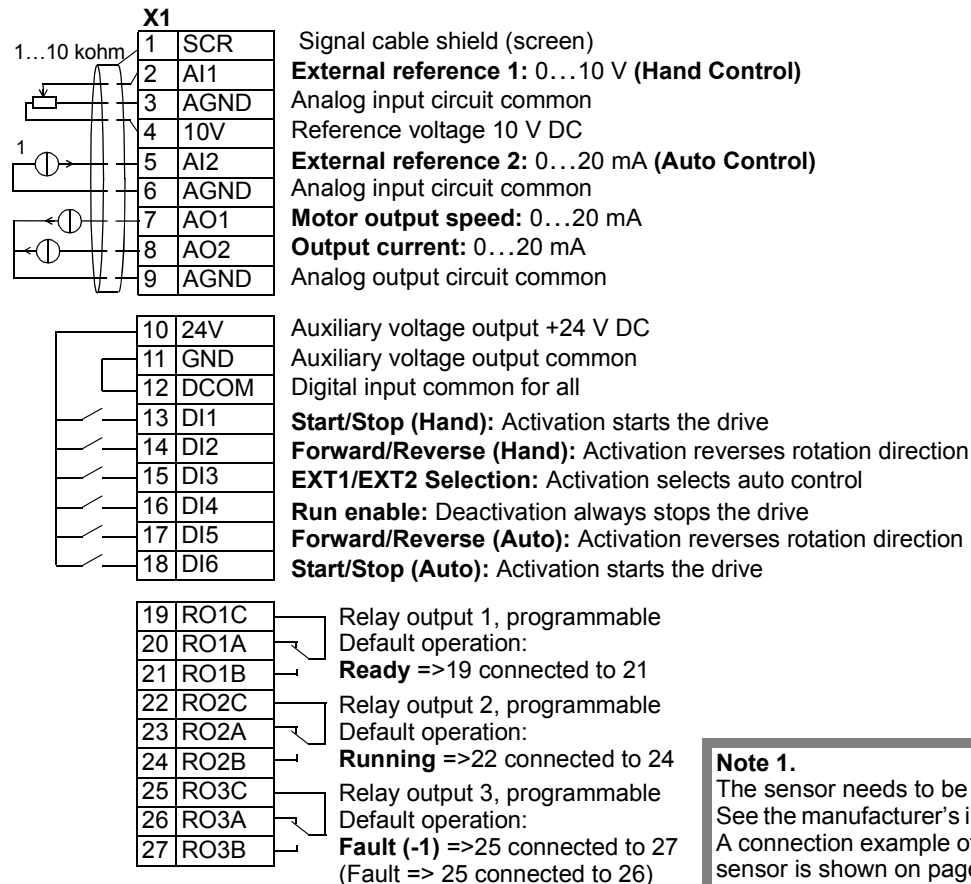 X1
1…10 kohm
1 SCR Signal cable shield (screen)
2 AI1 External reference 1: 0…10 V (Hand Control)
3 AGND Analog input circuit common
4 10V Reference voltage 10 V DC
1
5 AI2 External reference 2: 0…20 mA (Auto Control)
6 AGND Analog input circuit common
7 AO1 Motor output speed: 0…20 mA
8 AO2 Output current: 0…20 mA
9 AGND Analog output circuit common
10 24V Auxiliary voltage output +24 V DC
11 GND Auxiliary voltage output common
12 DCOM Digital input common for all
13 DI1 Start/Stop (Hand): Activation starts the drive
14 DI2 Forward/Reverse (Hand): Activation reverses rotation direction
15 DI3 EXT1/EXT2 Selection: Activation selects auto control
16 DI4 Run enable: Deactivation always stops the drive
17 DI5 Forward/Reverse (Auto): Activation reverses rotation direction
18 DI6 Start/Stop (Auto): Activation starts the drive
19 RO1C Relay output 1, programmable
20 RO1A Default operation:
21 RO1B Ready =>19 connected to 21
22 RO2C Relay output 2, programmable
23 RO2A Default operation:
24 RO2B Running =>22 connected to 24
25 RO3C Relay output 3, programmable
26 RO3A Default operation:
27 RO3B Fault (-1) =>25 connected to 27
(Fault => 25 connected to 26)
Note 1.
The sensor needs to be
See the manufacturer's i
A connection example o
sensor is shown on page